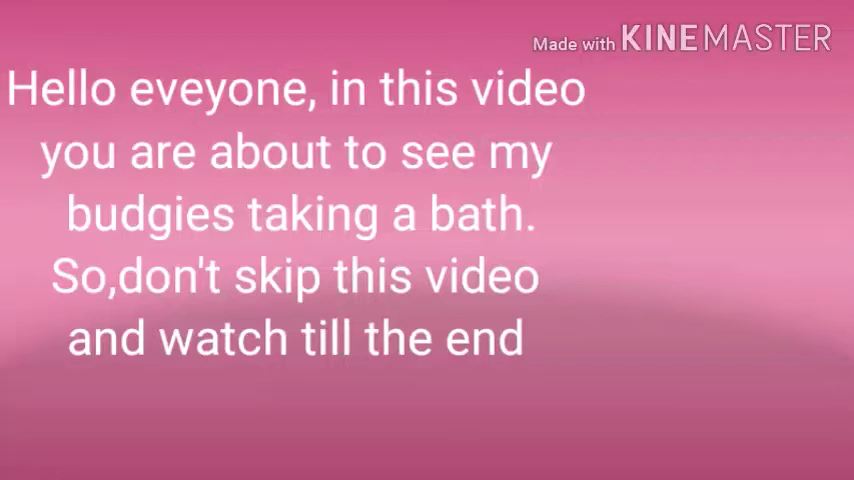 Made with KINEMASTER
Hello eveyone, in this video
you are about to see my
budgies taking a bath.
So,don't skip this video
and watch till the end